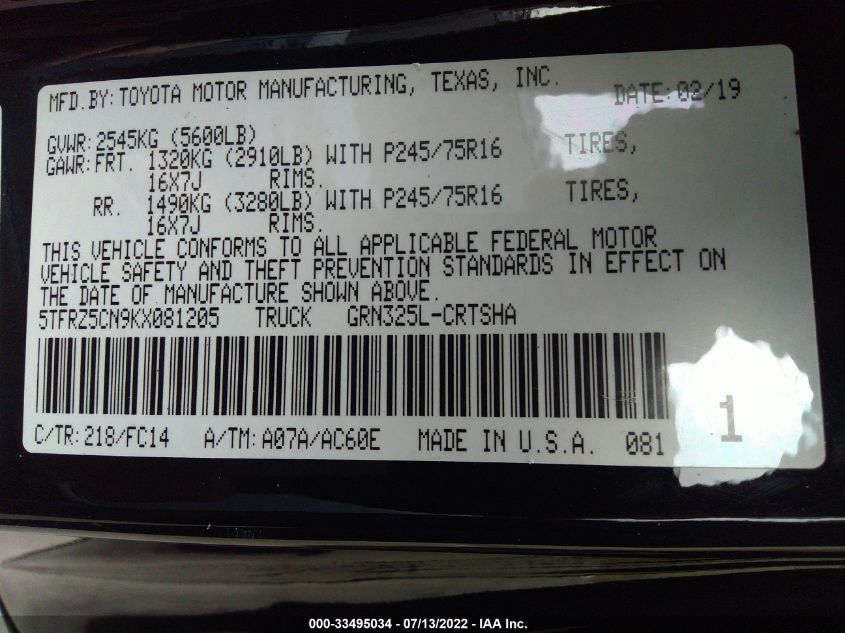 MFD.BY: TOYOTA MOTOR MANUFACTURING, TEXAS, INC. DATE: 02/19
GVWR: 2545KG (5600LB)
GAWR: FRT. 1320KG (2910LB) WITH P245/75R16 TIRES,
16X7J RIMS.
RR. 1490KG (3280LB) WITH P245/75R16 TIRES,
16X7J RIMS.
THIS VEHICLE CONFORMS TO ALL APPLICABLE FEDERAL MOTOR
VEHICLE SAFETY AND THEFT PREVENTION STANDARDS IN EFFECT ON
THE DATE OF MANUFACTURE SHOWN ABOVE.
5TFRZ5CN9KX081205 TRUCK GRN325L-CRTSHA
C/TR: 218/FC14 A/TM: A07A/AC60E MADE IN U.S.A. 081
1
000-33495034 - 07/13/2022 - IAA Inc.